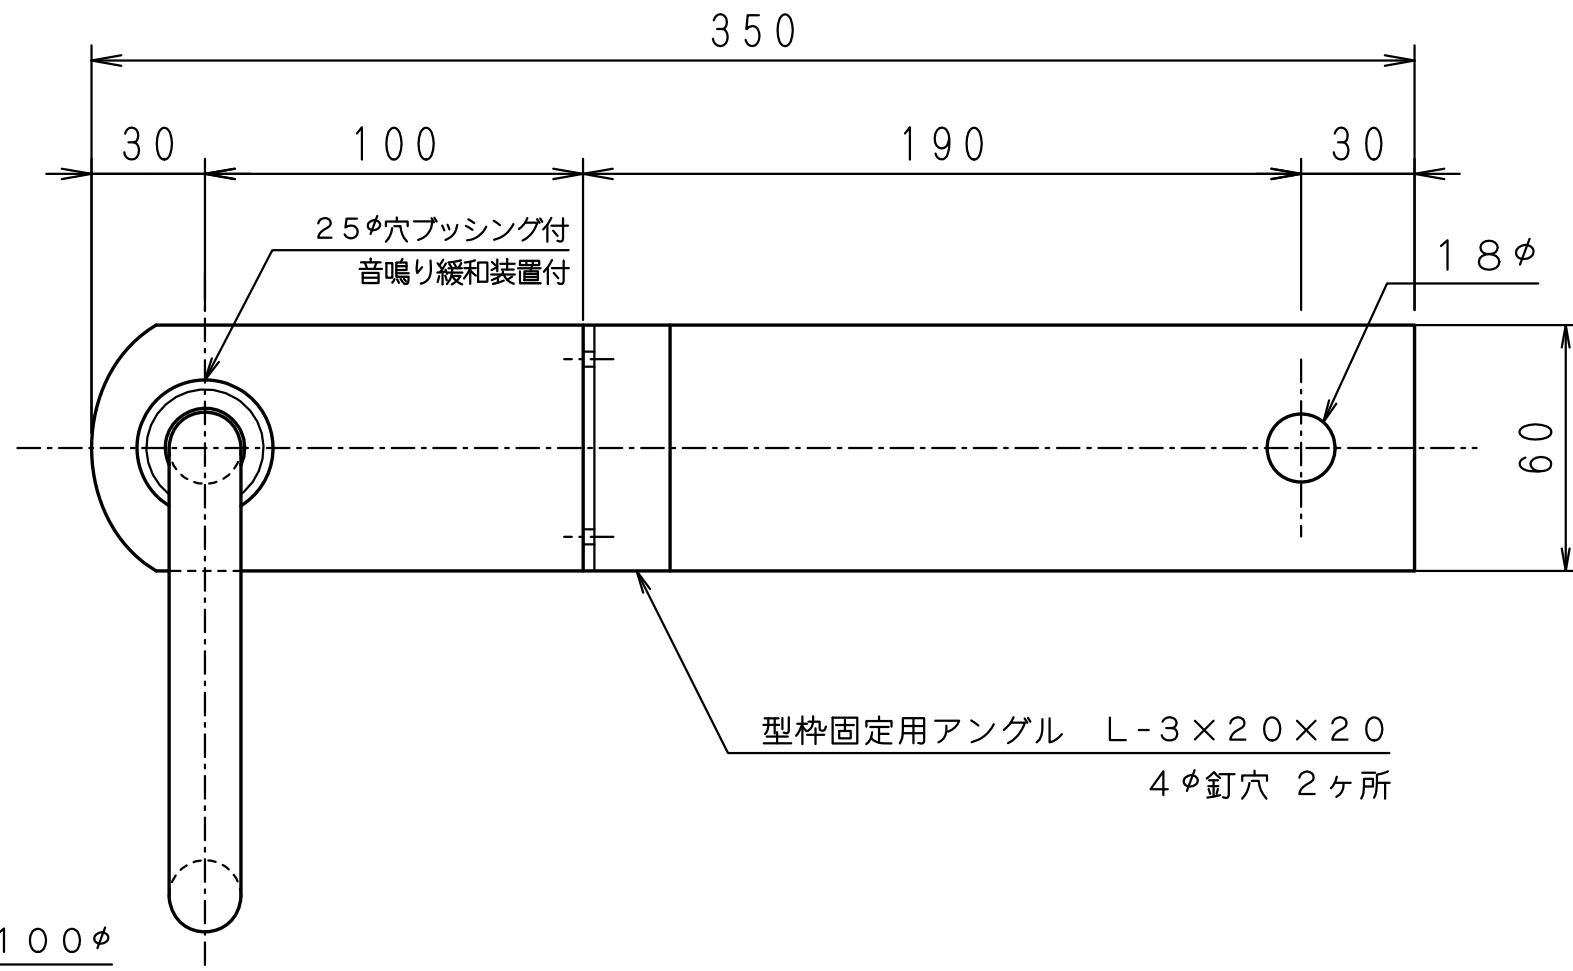 350
30 100 190 30
25φ穴ブッシング付
音鳴り緩和装置付
18φ
60
型枠固定用アングル L-3×20×20
4φ釘穴 2ヶ所
100φ